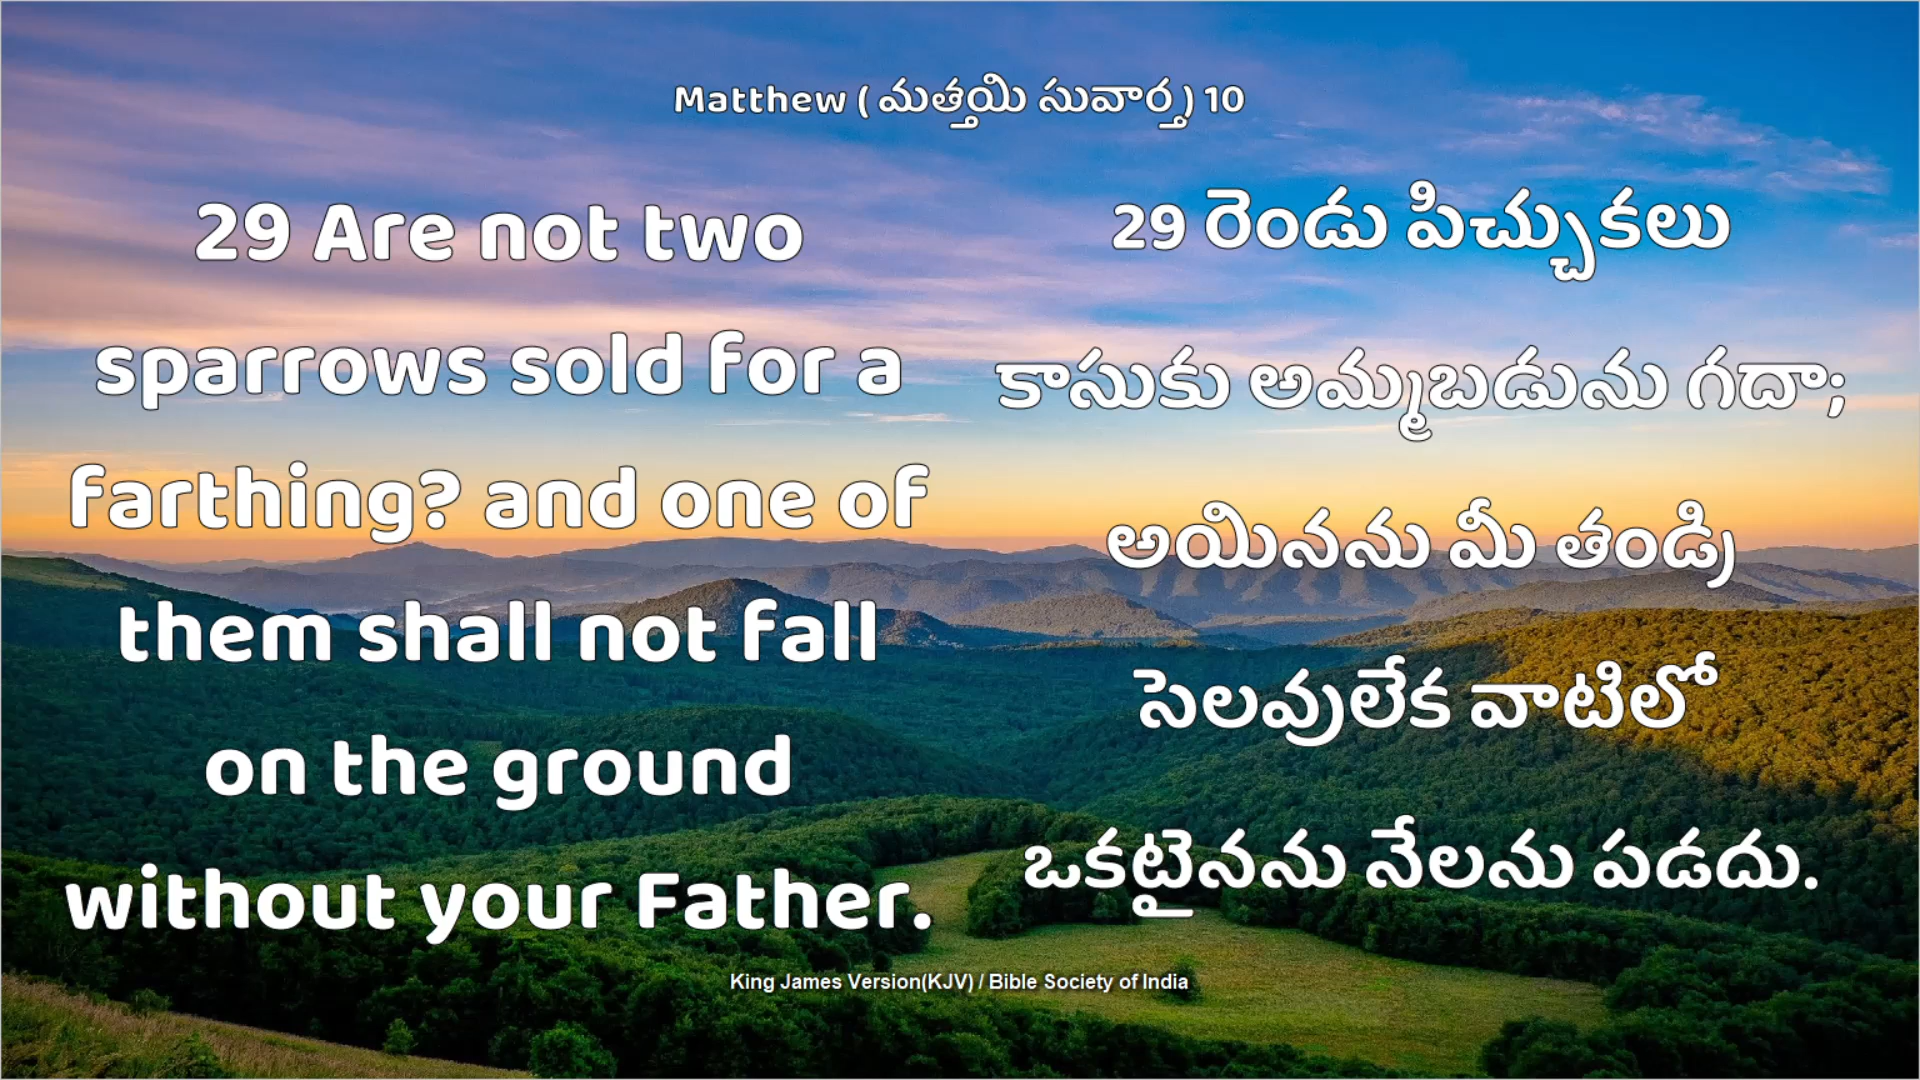 Matthew ( మత్తయి సువార్త ) 10
29 Are not two
sparrows sold for a
farthing? and one of
them shall not fall
on the ground
without your Father.
29 రెండు పిచ్చుకలు
కాసుకు అమ్మబడును గదా;
అయినను మీ తండ్రి
సెలవులేక వాటిలో
ఒకటైనను నేలను పడదు.
King James Version(KJV) / Bible Society of India